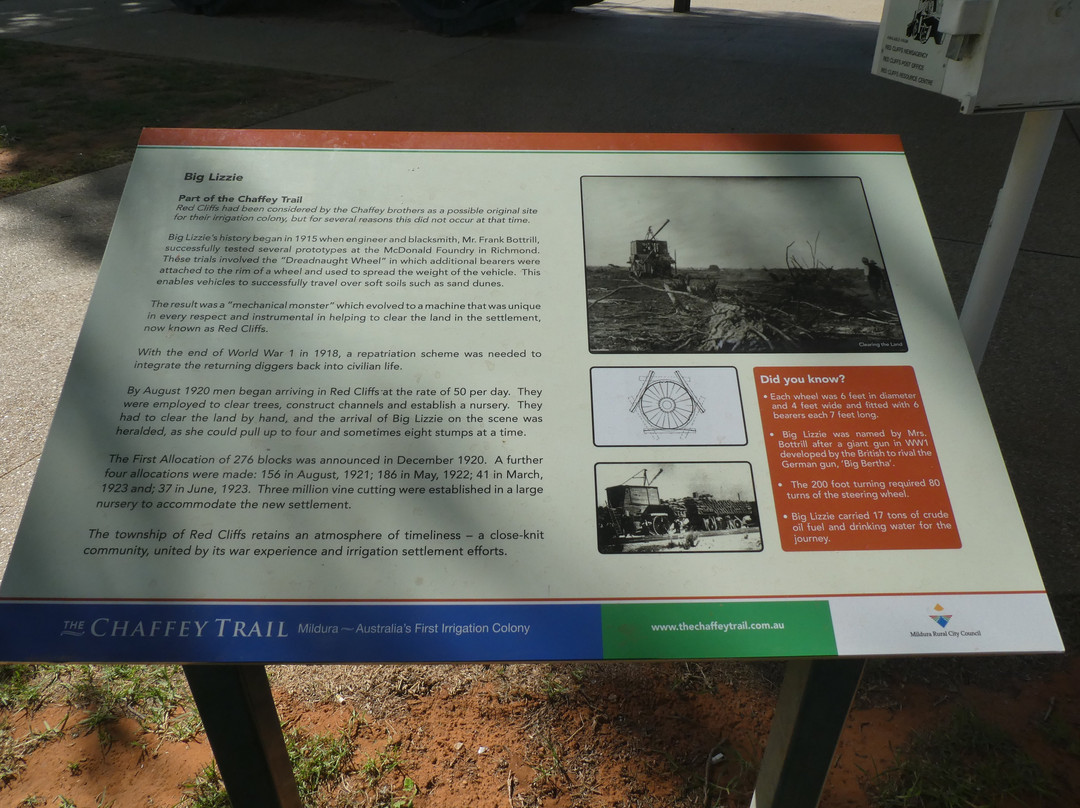 RED CLIFFS NEWSAGENCY
RED CLIFFS POST OFFICE
RED CLIFFS RESOURCE CENTRE
Big Lizzie
Part of the Chaffey Trail
Red Cliffs had been considered by the Chaffey brothers as a possible original site
for their irrigation colony, but for several reasons this did not occur at that time.
Big Lizzie's history began in 1915 when engineer and blacksmith, Mr. Frank Bottrill,
successfully tested several prototypes at the McDonald Foundry in Richmond.
These trials involved the "Dreadnaught Wheel" in which additional bearers were
attached to the rim of a wheel and used to spread the weight of the vehicle. This
enables vehicles to successfully travel over soft soils such as sand dunes.
The result was a "mechanical monster" which evolved to a machine that was unique
in every respect and instrumental in helping to clear the land in the settlement,
now known as Red Cliffs.
With the end of World War 1 in 1918, a repatriation scheme was needed to
integrate the returning diggers back into civilian life.
By August 1920 men began arriving in Red Cliffs at the rate of 50 per day. They
were employed to clear trees, construct channels and establish a nursery. They
had to clear the land by hand, and the arrival of Big Lizzie on the scene was
heralded, as she could pull up to four and sometimes eight stumps at a time.
The First Allocation of 276 blocks was announced in December 1920. A further
four allocations were made: 156 in August, 1921; 186 in May, 1922; 41 in March,
1923 and; 37 in June, 1923. Three million vine cutting were established in a large
nursery to accommodate the new settlement.
The township of Red Cliffs retains an atmosphere of timeliness – a close-knit
community, united by its war experience and irrigation settlement efforts.
Clearing the Land
Did you know?
• Each wheel was 6 feet in diameter
and 4 feet wide and fitted with 6
bearers each 7 feet long.
• Big Lizzie was named by Mrs.
Bottrill after a giant gun in WW1
developed by the British to rival the
German gun, 'Big Bertha'.
• The 200 foot turning required 80
turns of the steering wheel.
• Big Lizzie carried 17 tons of crude
oil fuel and drinking water for the
journey.
THE CHAFFEY TRAIL Mildura ~ Australia's First Irrigation Colony
www.thechaffeytrail.com.au
Mildura Rural City Council